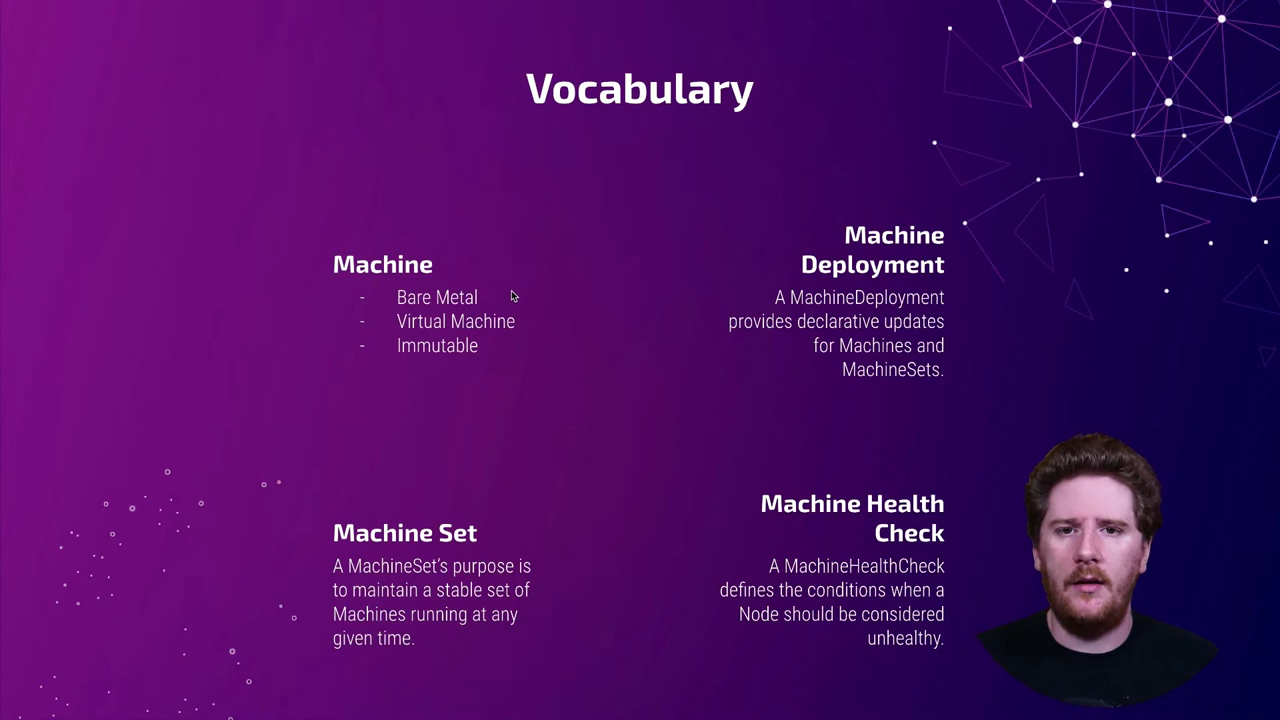 Vocabulary
Machine
- Bare Metal
- Virtual Machine
- Immutable
Machine
Deployment
A MachineDeployment
provides declarative updates
for Machines and
MachineSets.
Machine Set
A MachineSet's purpose is
to maintain a stable set of
Machines running at any
given time.
Machine Health
Check
A MachineHealthCheck
defines the conditions when a
Node should be considered
unhealthy.